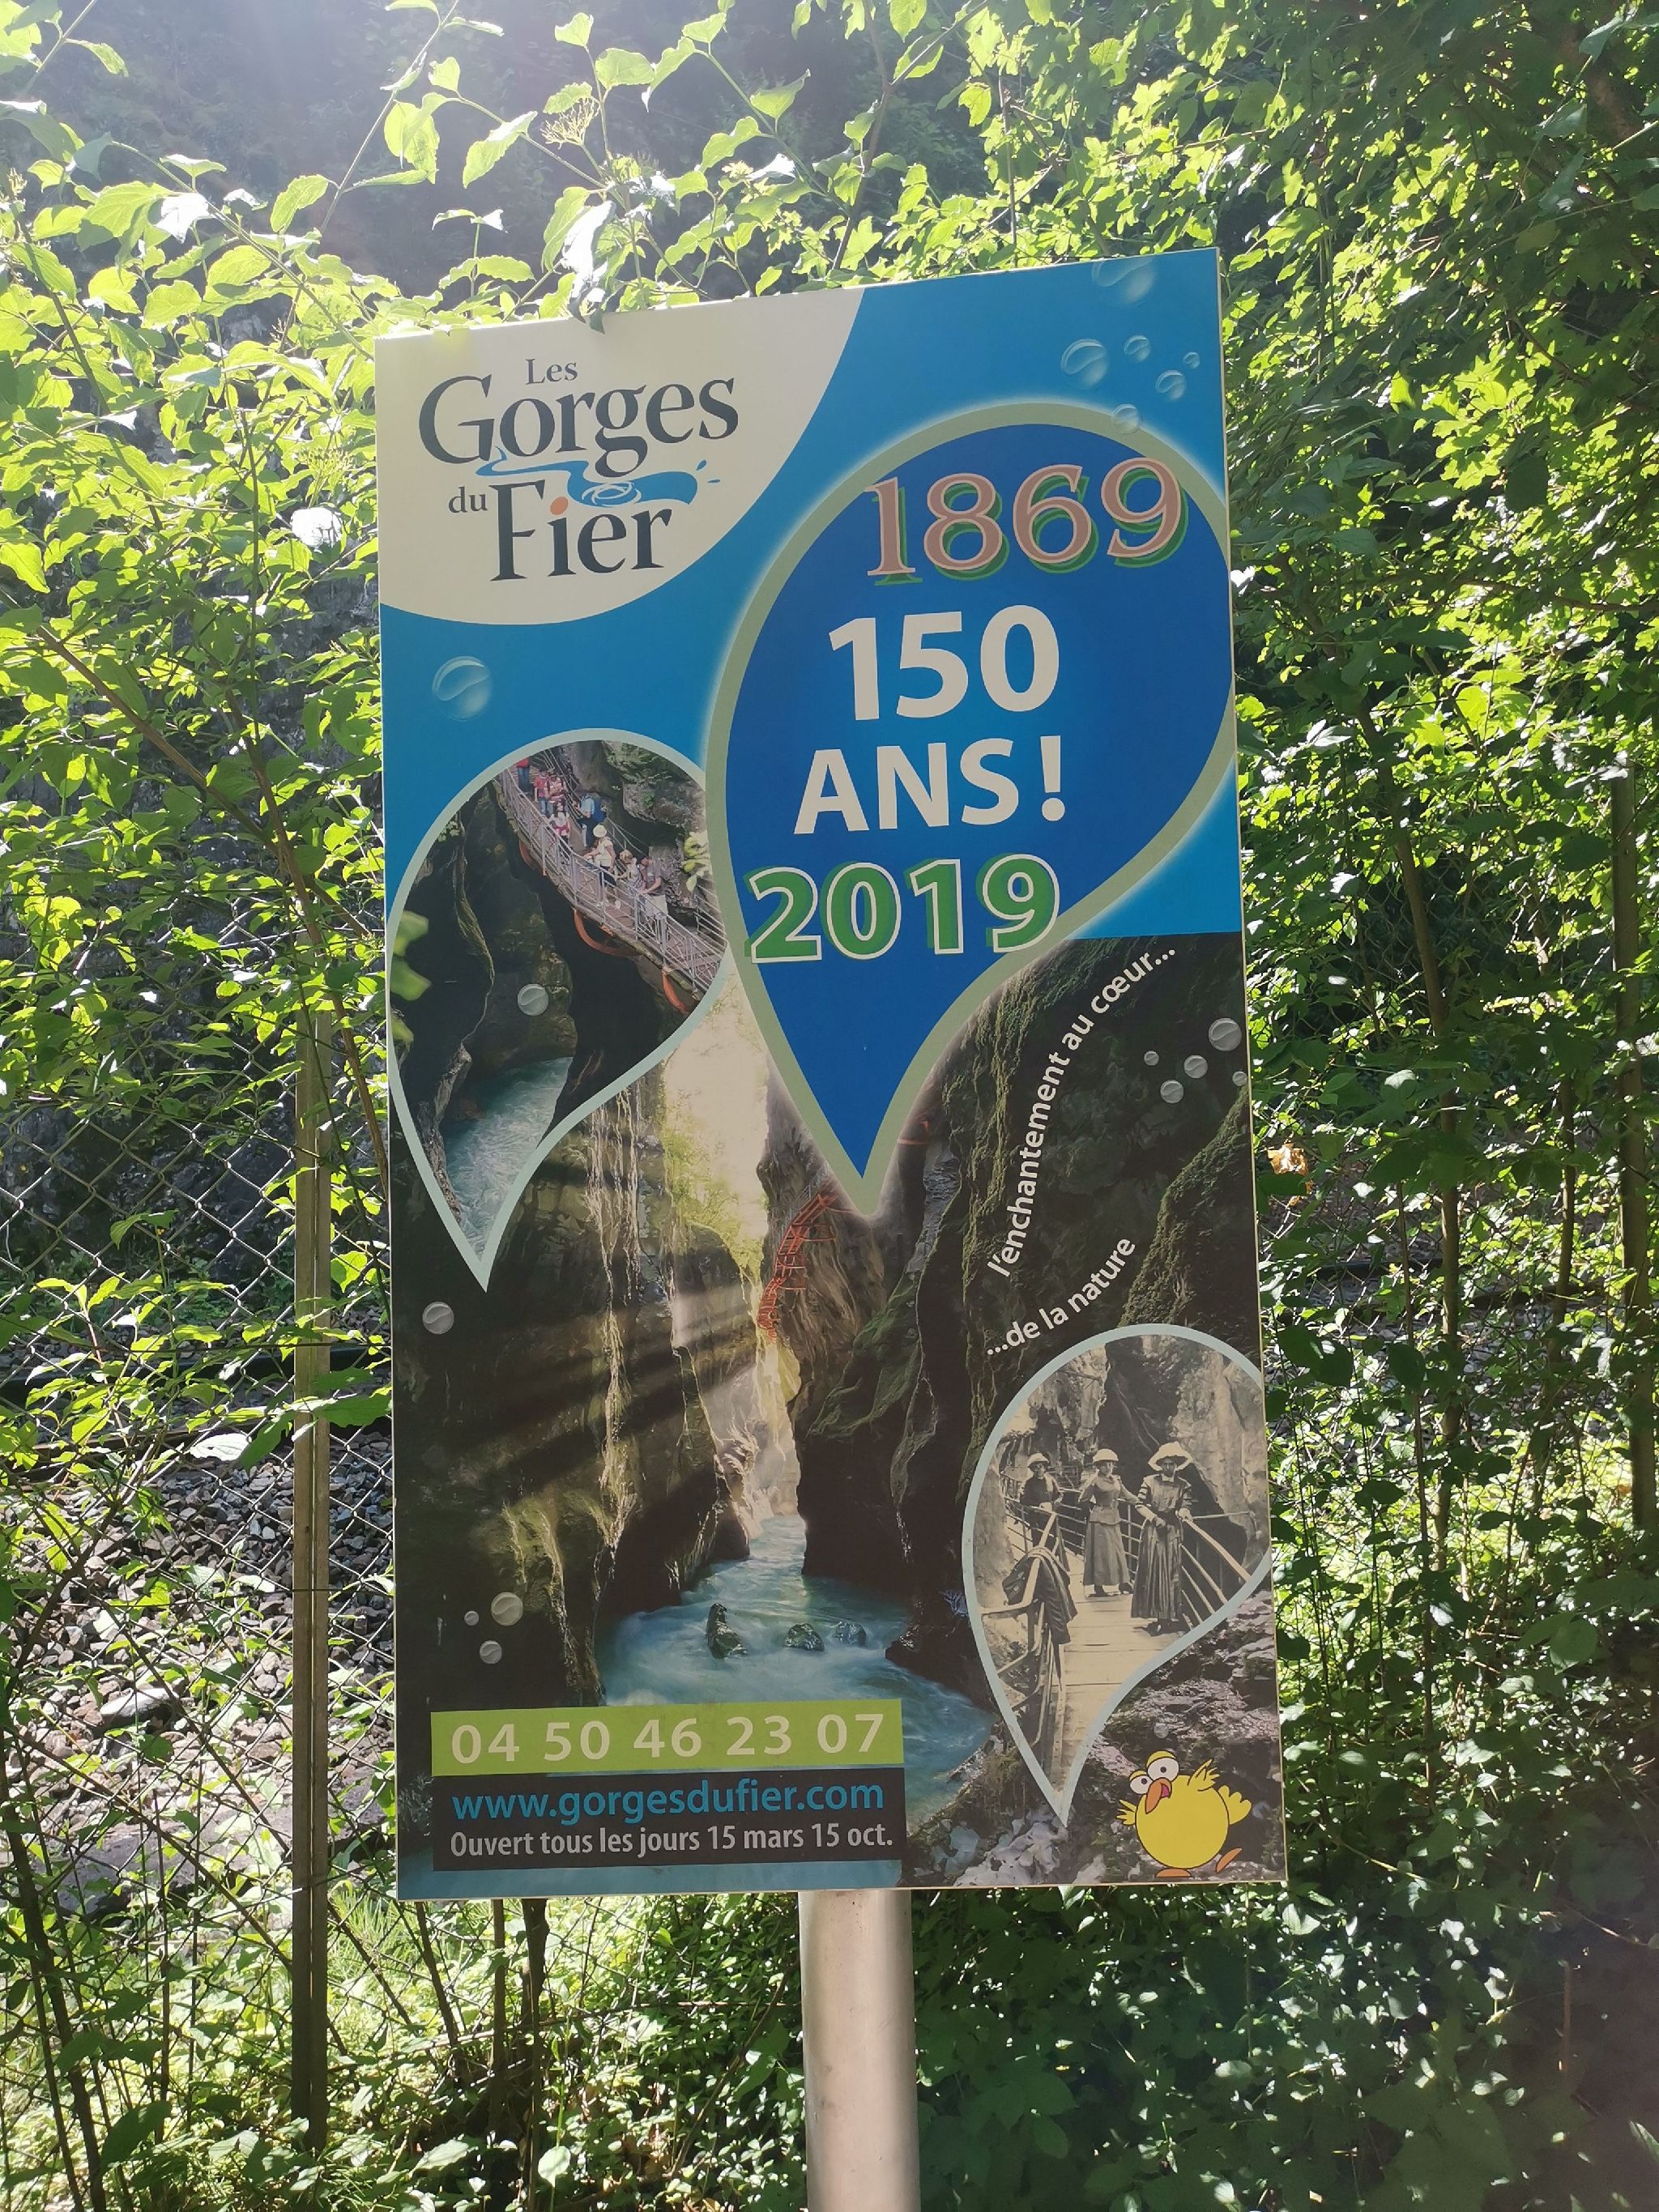 Les
Gorges
du Fier
1869
150
ANS !
2019
l'enchantement au cœur...
...de la nature
04 50 46 23 07
www.gorgesdufier.com
Ouvert tous les jours 15 mars 15 oct.